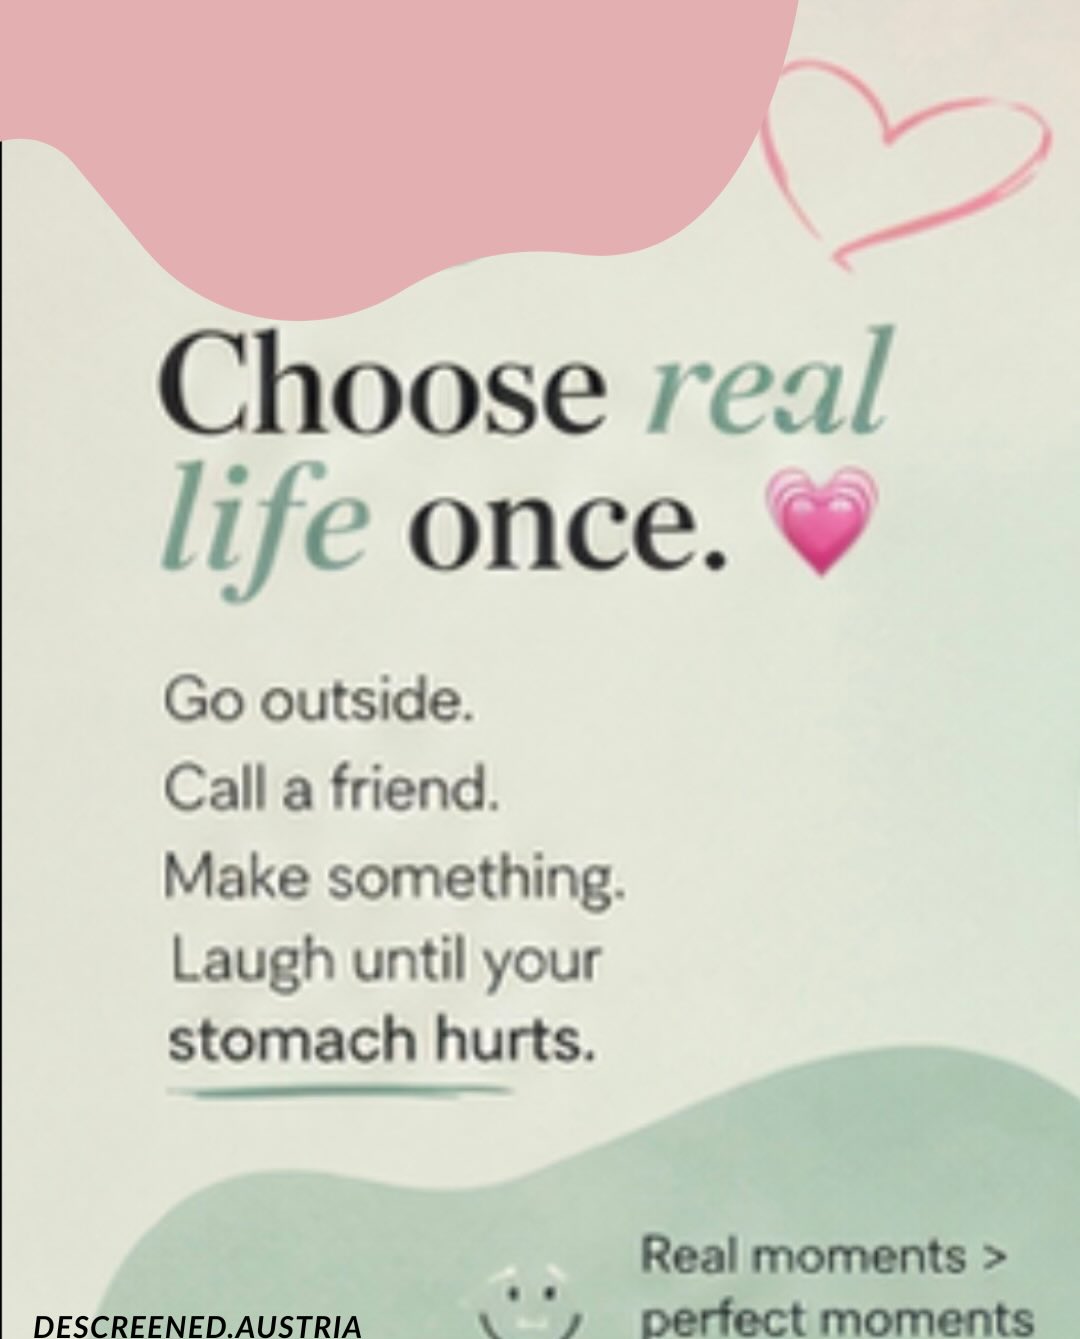 Choose real
life once. 💗
Go outside.
Call a friend.
Make something.
Laugh until your
stomach hurts.
Real moments >
perfect moments
DESCREENED.AUSTRIA